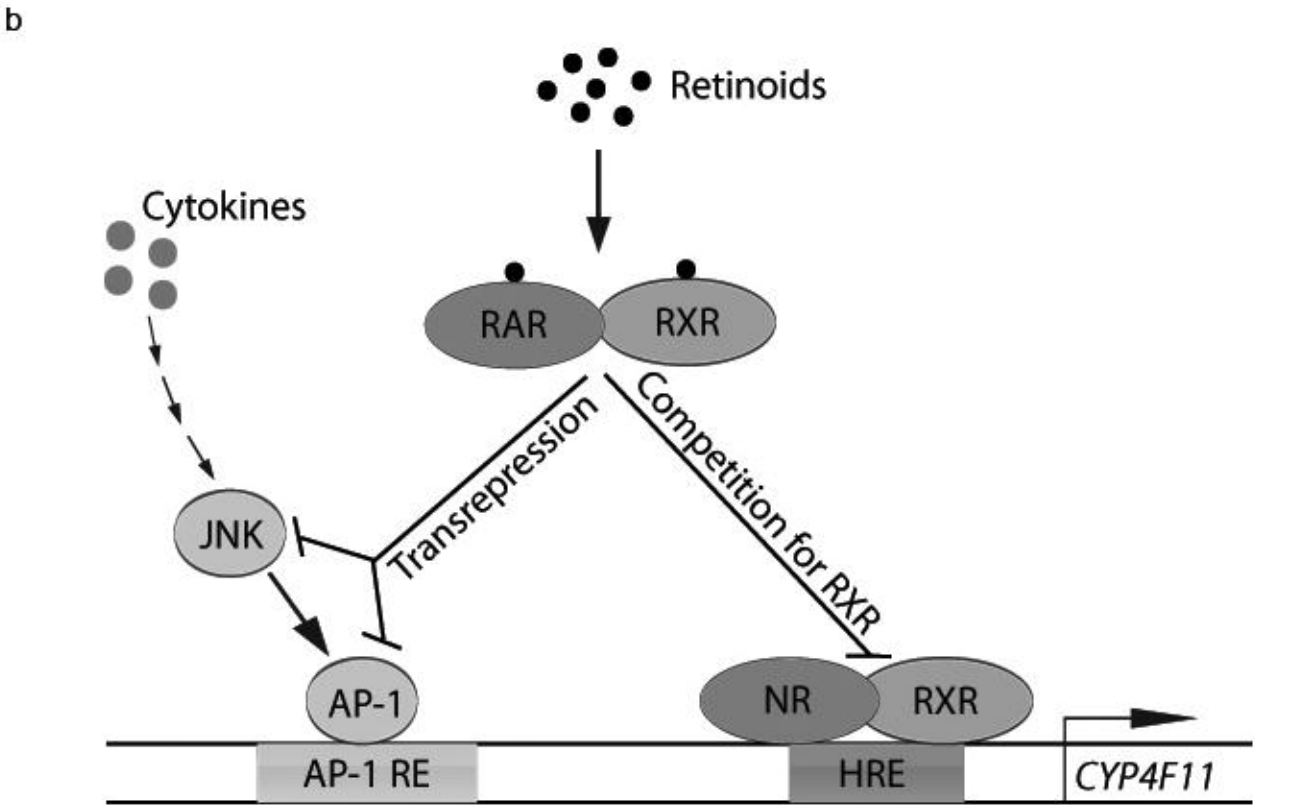 b
Retinoids
Cytokines
RAR
RXR
Transrepression
Competition for RXR
JNK
AP-1
NR
RXR
AP-1 RE
HRE
CYP4F11